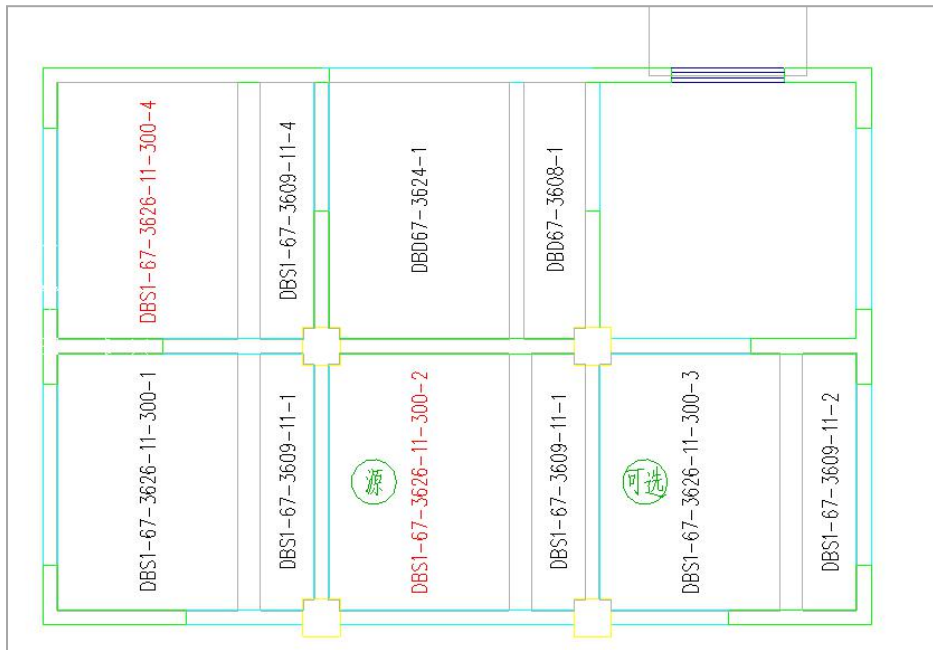 DBS1-67-3626-11-300-4
DBS1-67-3609-11-4
DBD67-3624-1
DBD67-3608-1
DBS1-67-3626-11-300-1
DBS1-67-3609-11-1
源
DBS1-67-3626-11-300-2
DBS1-67-3609-11-1
可选
DBS1-67-3626-11-300-3
DBS1-67-3609-11-2